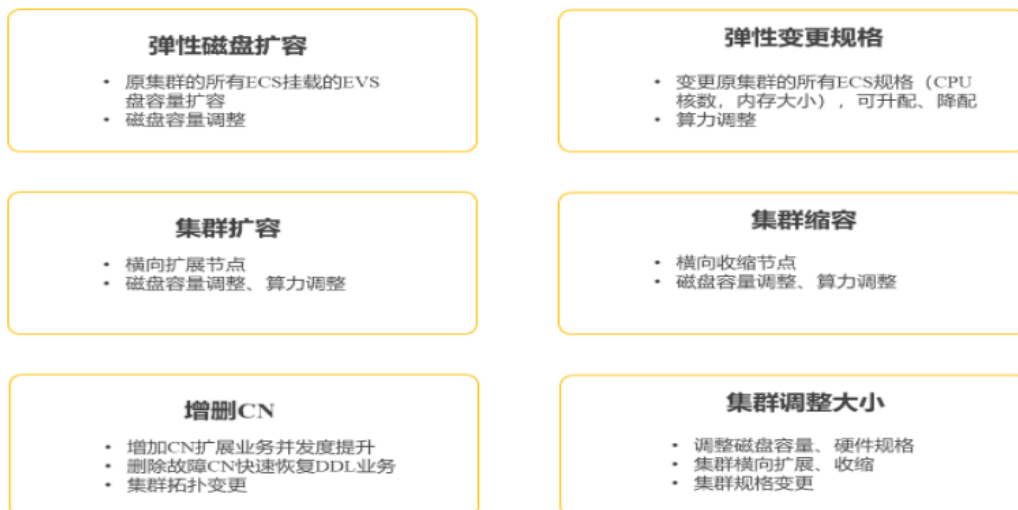 弹性磁盘扩容
• 原集群的所有ECS挂载的EVS
盘容量扩容
• 磁盘容量调整
弹性变更规格
• 变更原集群的所有ECS规格（CPU
核数，内存大小），可升配、降配
• 算力调整
集群扩容
• 横向扩展节点
• 磁盘容量调整、算力调整
集群缩容
• 横向收缩节点
• 磁盘容量调整、算力调整
增删CN
• 增加CN扩展业务并发度提升
• 删除故障CN快速恢复DDL业务
• 集群拓扑变更
集群调整大小
• 调整磁盘容量、硬件规格
• 集群横向扩展、收缩
• 集群规格变更